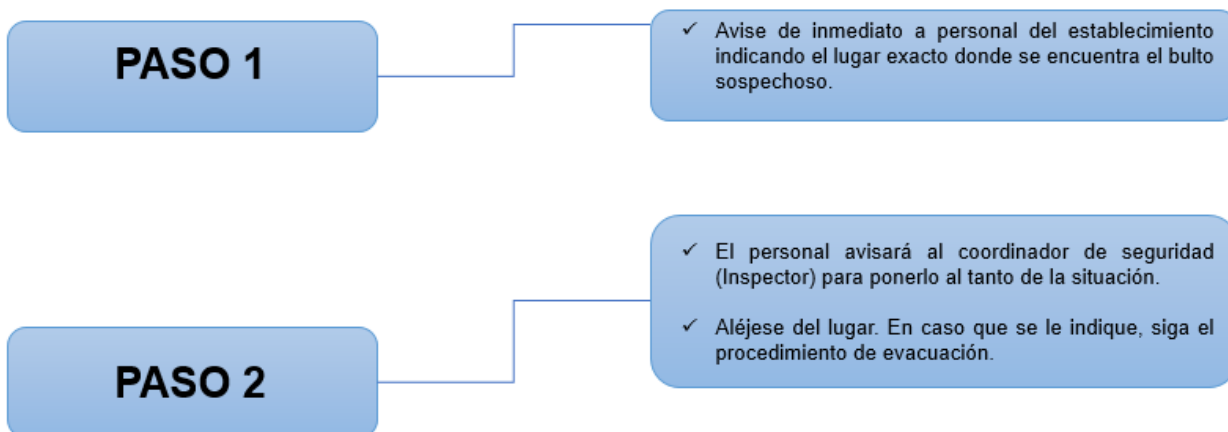 PASO 1
✓ Avise de inmediato a personal del establecimiento
indicando el lugar exacto donde se encuentra el bulto
sospechoso.
PASO 2
✓ El personal avisará al coordinador de seguridad
(Inspector) para ponerlo al tanto de la situación.
✓ Aléjese del lugar. En caso que se le indique, siga el
procedimiento de evacuación.